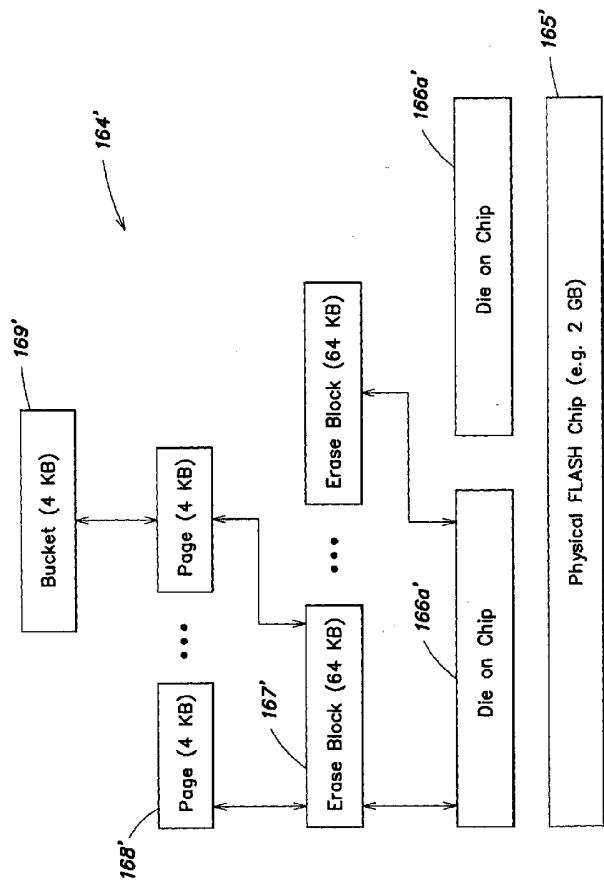 164'
169'
Bucket (4 KB)
168'
Page (4 KB)
•••
Page (4 KB)
167'
Erase Block (64 KB)
•••
Erase Block (64 KB)
166a'
Die on Chip
166a'
Die on Chip
165'
Physical FLASH Chip (e.g. 2 GB)